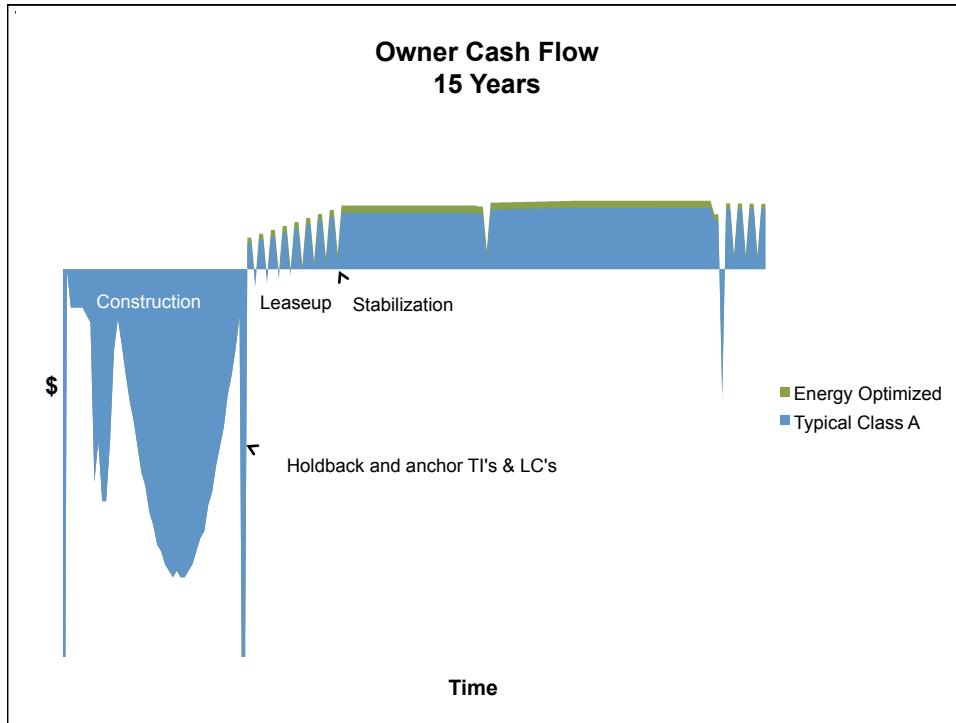 Owner Cash Flow
15 Years
Construction
Leaseup
Stabilization
$
Energy Optimized
Typical Class A
Holdback and anchor TI's & LC's
Time